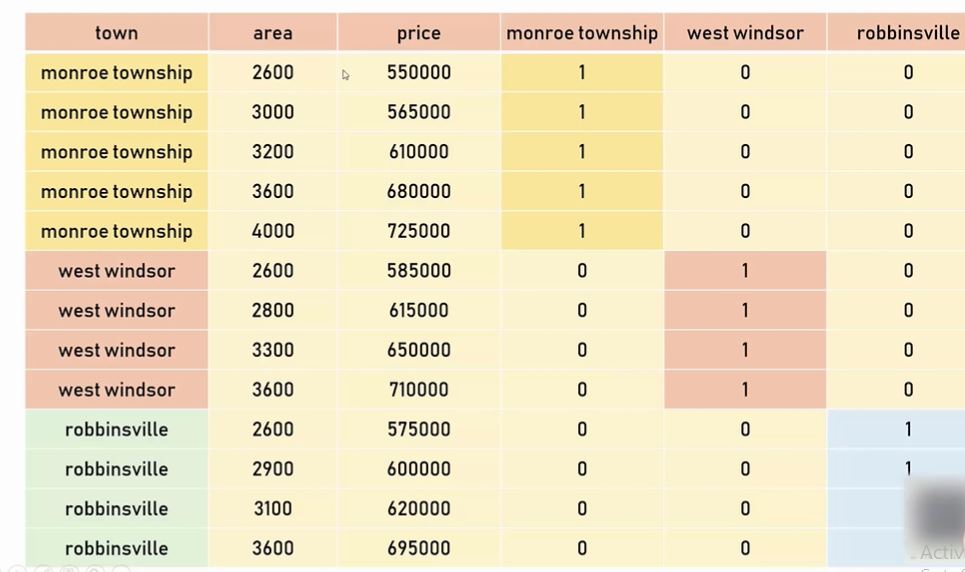 town area price monroe township west windsor robbinsville
monroe township 2600 550000 1 0 0
monroe township 3000 565000 1 0 0
monroe township 3200 610000 1 0 0
monroe township 3600 680000 1 0 0
monroe township 4000 725000 1 0 0
west windsor 2600 585000 0 1 0
west windsor 2800 615000 0 1 0
west windsor 3300 650000 0 1 0
west windsor 3600 710000 0 1 0
robbinsville 2600 575000 0 0 1
robbinsville 2900 600000 0 0 1
robbinsville 3100 620000 0 0
robbinsville 3600 695000 0 0
Activ